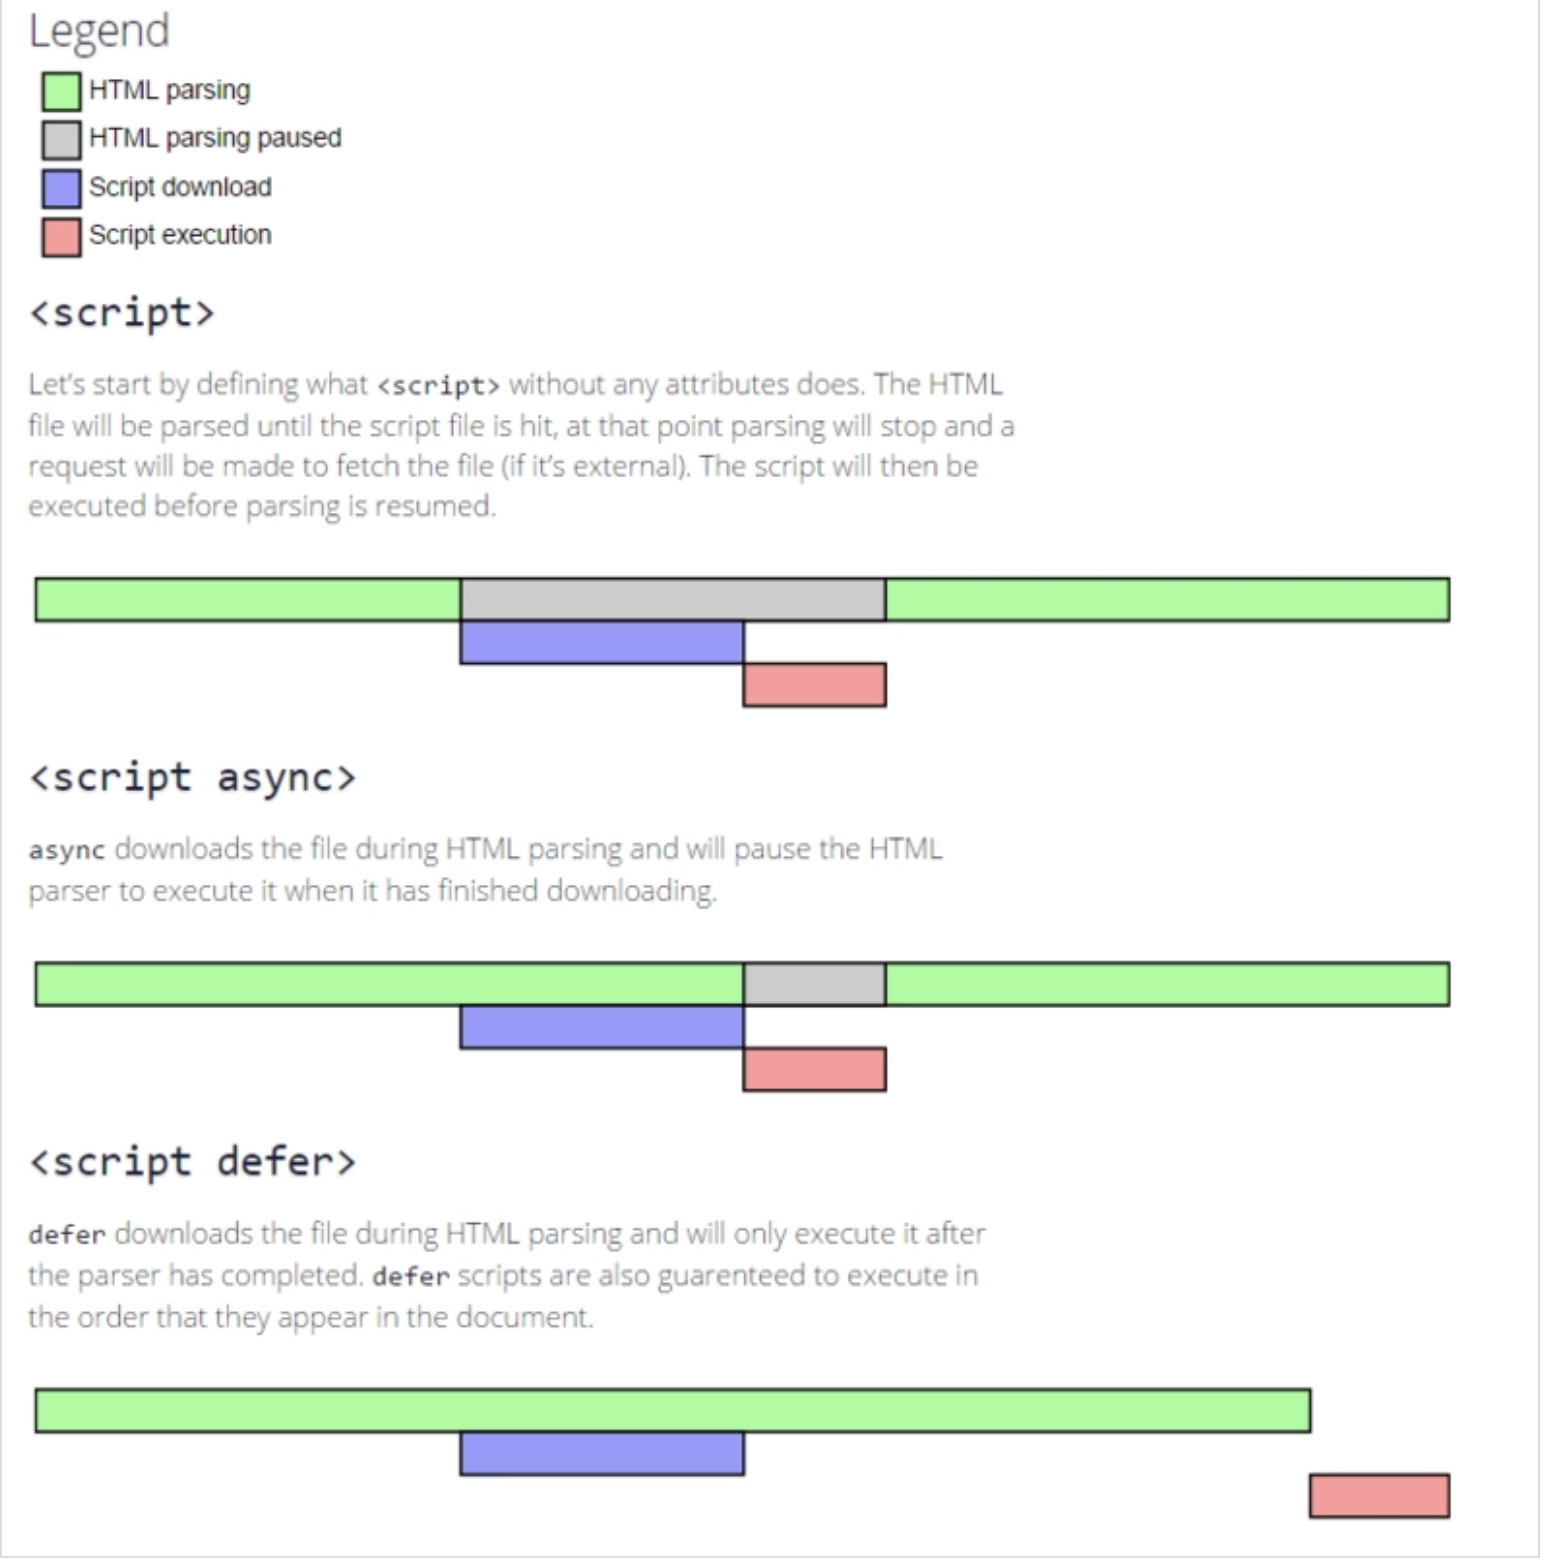 Legend
HTML parsing
HTML parsing paused
Script download
Script execution
<script>
Let's start by defining what <script> without any attributes does. The HTML
file will be parsed until the script file is hit, at that point parsing will stop and a
request will be made to fetch the file (if it's external). The script will then be
executed before parsing is resumed.
<script async>
async downloads the file during HTML parsing and will pause the HTML
parser to execute it when it has finished downloading.
<script defer>
defer downloads the file during HTML parsing and will only execute it after
the parser has completed. defer scripts are also guarenteed to execute in
the order that they appear in the document.